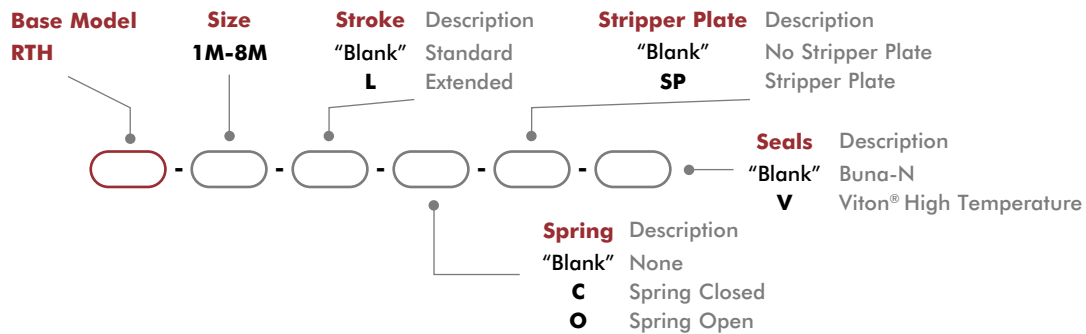 Base Model Size Stroke Description Stripper Plate Description
RTH 1M-8M "Blank" Standard "Blank" No Stripper Plate
L Extended SP Stripper Plate
- - - - -
Seals Description
"Blank" Buna-N
V Viton® High Temperature
Spring Description
"Blank" None
C Spring Closed
O Spring Open